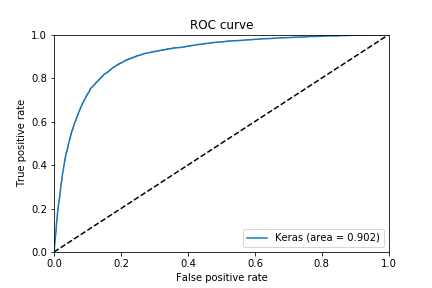 ROC curve
1.0
0.8
0.6
0.4
0.2
0.0
True positive rate
Keras (area = 0.902)
0.0 0.2 0.4 0.6 0.8 1.0
False positive rate